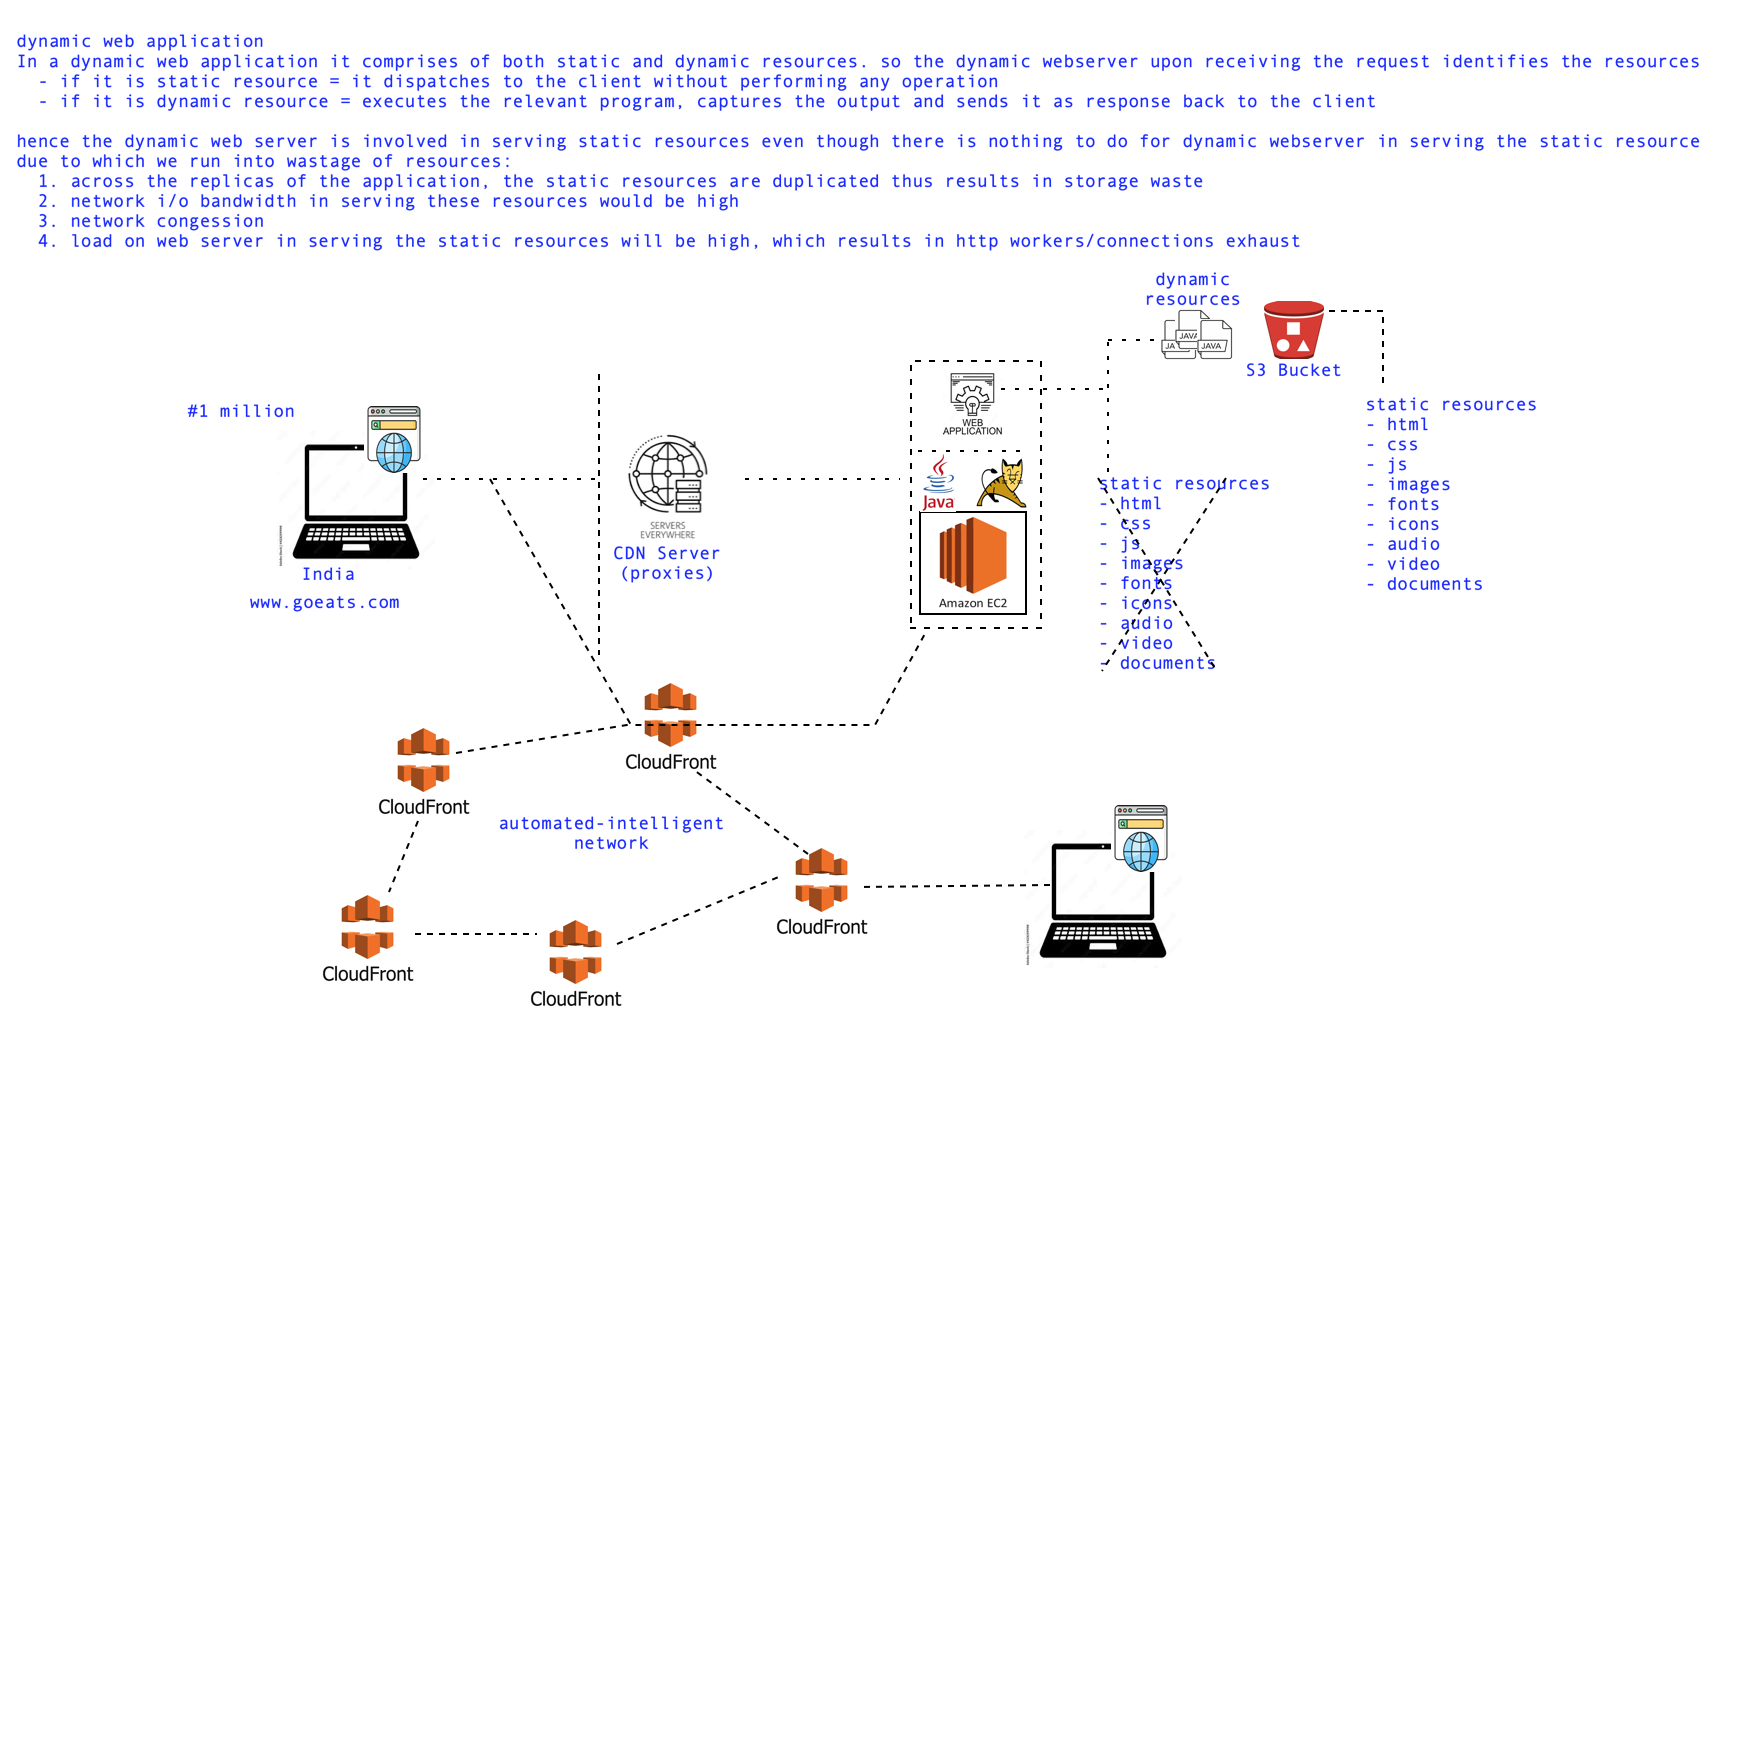 dynamic web application
In a dynamic web application it comprises of both static and dynamic resources. so the dynamic webserver upon receiving the request identifies the resources
- if it is static resource = it dispatches to the client without performing any operation
- if it is dynamic resource = executes the relevant program, captures the output and sends it as response back to the client
hence the dynamic web server is involved in serving static resources even though there is nothing to do for dynamic webserver in serving the static resource
due to which we run into wastage of resources:
1. across the replicas of the application, the static resources are duplicated thus results in storage waste
2. network i/o bandwidth in serving these resources would be high
3. network congession
4. load on web server in serving the static resources will be high, which results in http workers/connections exhaust
dynamic
resources
JA
JAVA
JAVA
S3 Bucket
static resources
- html
- css
- js
- images
- fonts
- icons
- audio
- video
- documents
#1 million
India
www.goeats.com
SERVERS
EVERYWHERE
CDN Server
(proxies)
WEB
APPLICATION
Java
Amazon EC2
static resources
- html
- css
- js
- images
- fonts
- icons
- audio
- video
- documents
CloudFront
CloudFront
automated-intelligent
network
CloudFront
CloudFront
CloudFront